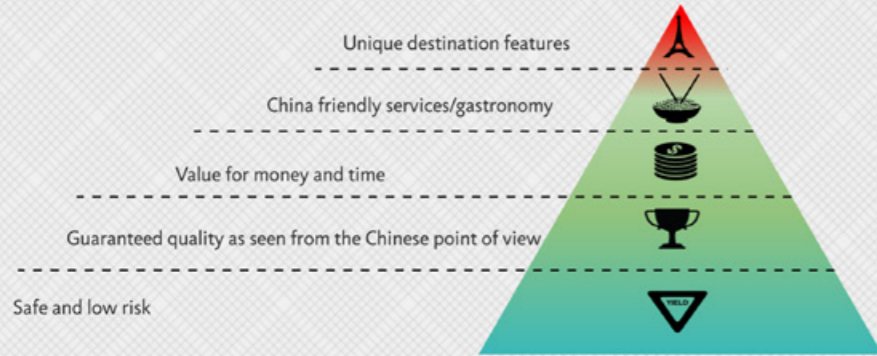 Unique destination features
China friendly services/gastronomy
Value for money and time
$
Guaranteed quality as seen from the Chinese point of view
Safe and low risk
YIELD